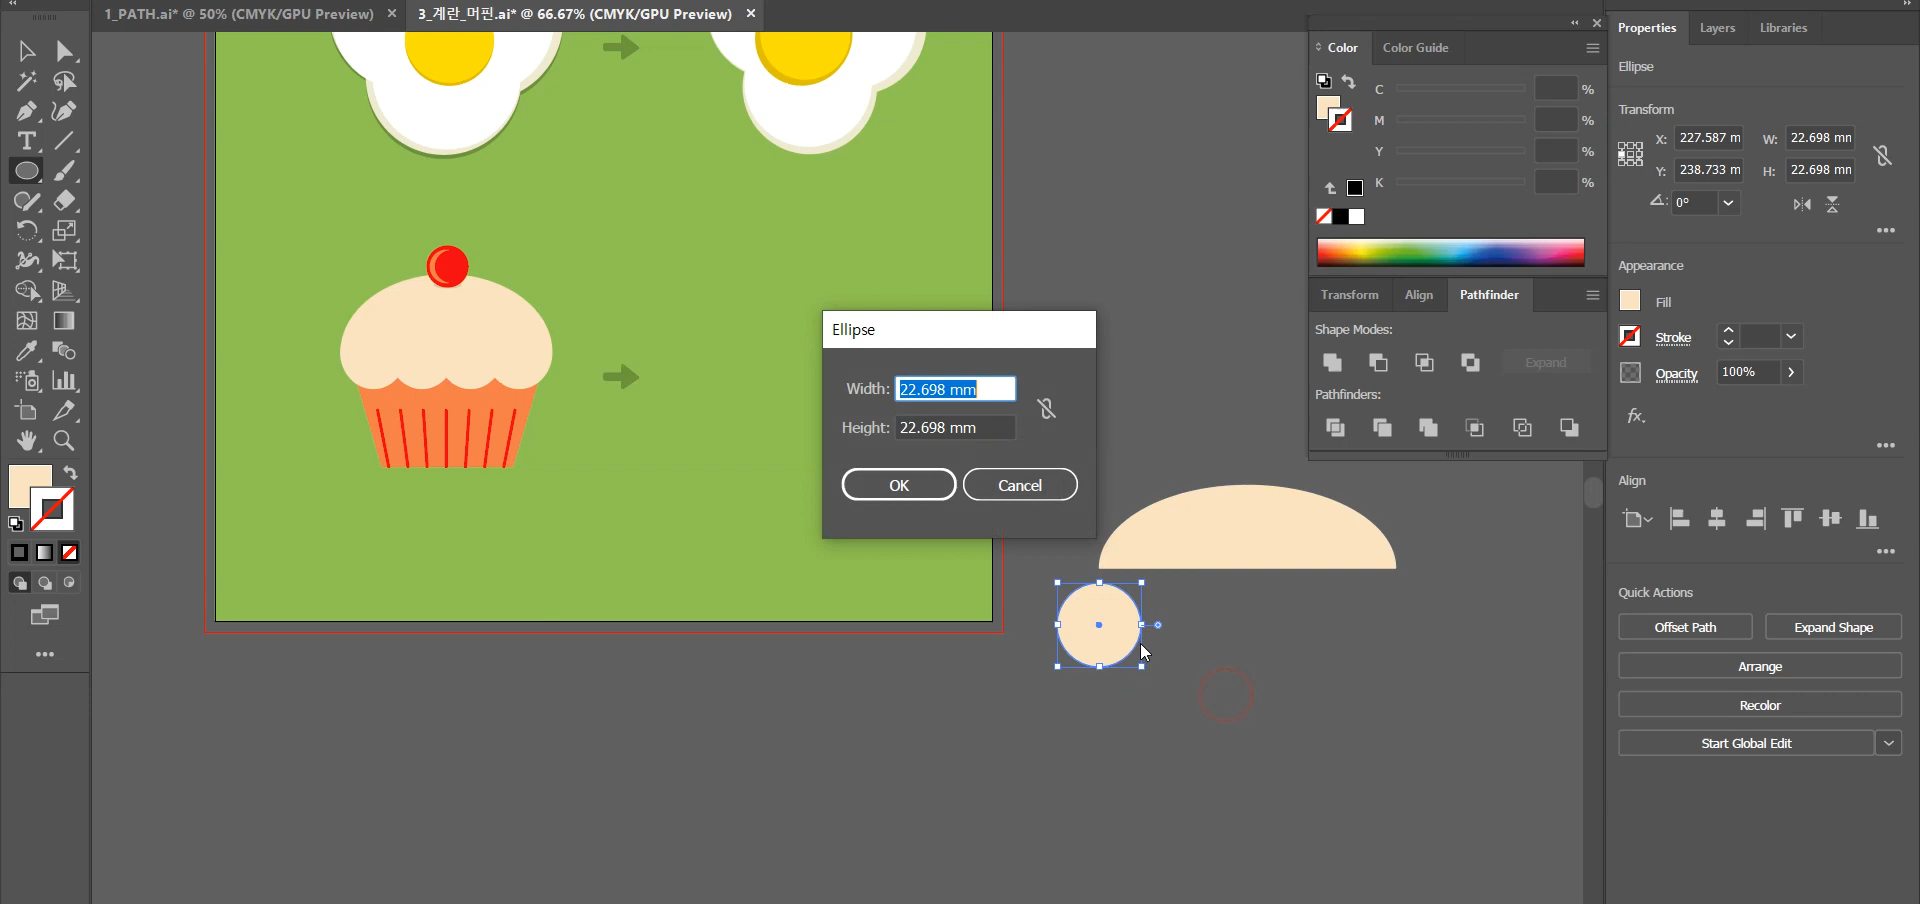 1_PATH.ai* @ 50% (CMYK/GPU Preview) ×
3_계란_머핀.ai* @ 66.67% (CMYK/GPU Preview) ×
Color
Color Guide
C %
M %
Y %
K %
Transform
Align
Pathfinder
Shape Modes:
Expand
Pathfinders:
Ellipse
Width: 22.698 mm
Height: 22.698 mm
OK
Cancel
Properties
Layers
Libraries
Ellipse
Transform
X: 227.587 m
W: 22.698 mm
Y: 238.733 m
H: 22.698 mm
0°
Appearance
Fill
Stroke
Opacity 100%
fx.
Align
Quick Actions
Offset Path
Expand Shape
Arrange
Recolor
Start Global Edit